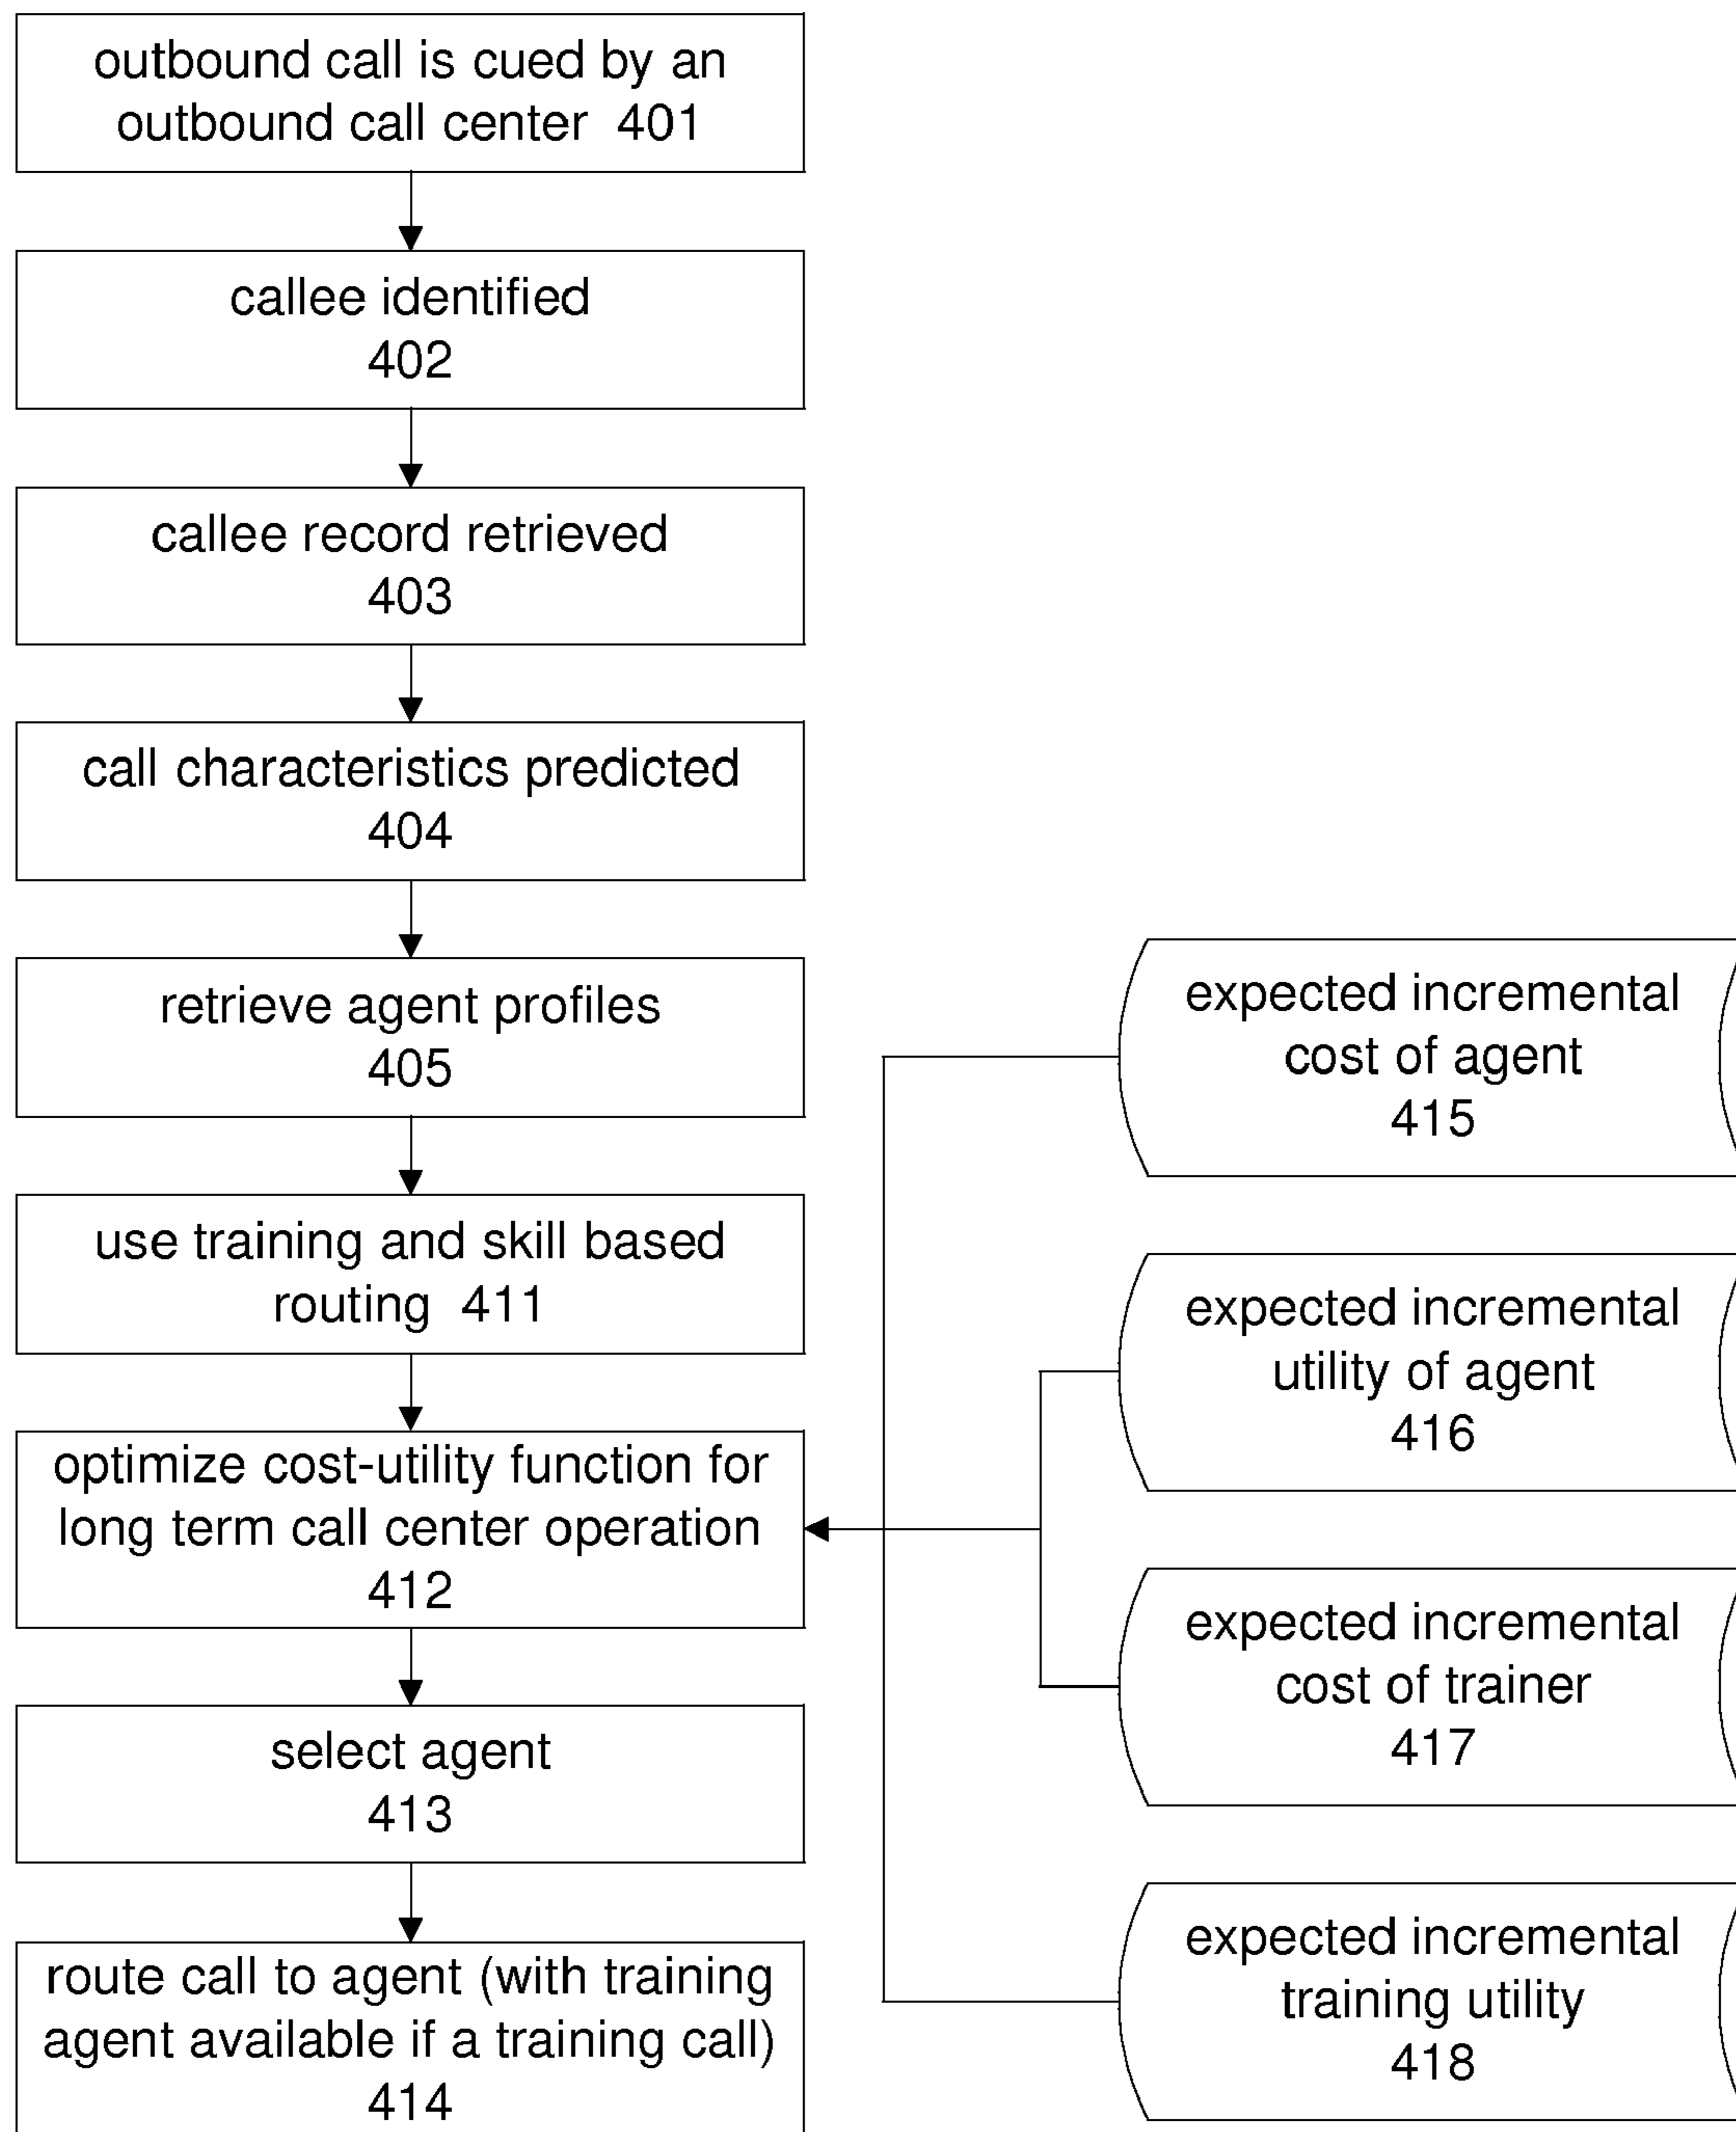 outbound call is cued by an
outbound call center 401
callee identified
402
callee record retrieved
403
call characteristics predicted
404
retrieve agent profiles
405
use training and skill based
routing 411
optimize cost-utility function for
long term call center operation
412
select agent
413
route call to agent (with training
agent available if a training call)
414
expected incremental
cost of agent
415
expected incremental
utility of agent
416
expected incremental
cost of trainer
417
expected incremental
training utility
418